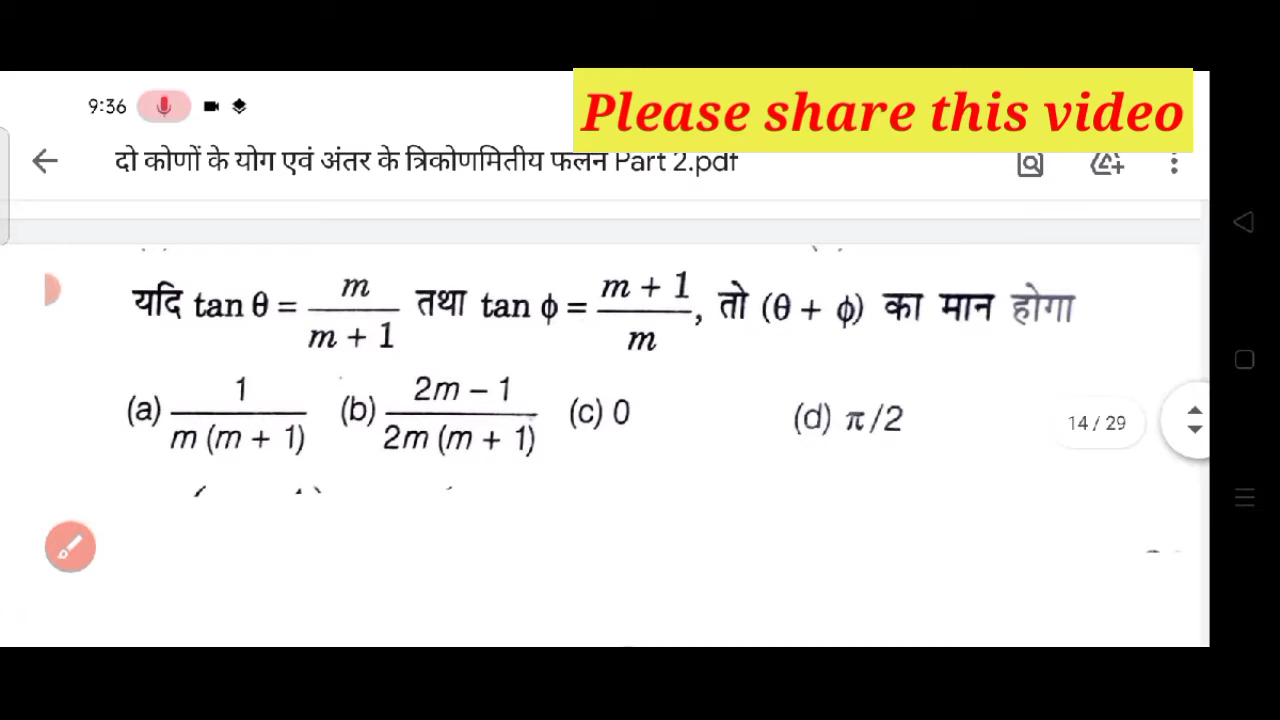 Please share this video
9:36
दो कोणों के योग एवं अंतर के त्रिकोणमितीय फलन Part 2.pdf
यदि tan θ = m / (m + 1) तथा tan ϕ = (m + 1) / m, तो (θ + ϕ) का मान होगा
(a) 1 / m (m + 1) (b) 2m – 1 / 2m (m + 1) (c) 0 (d) π/2
14 / 29